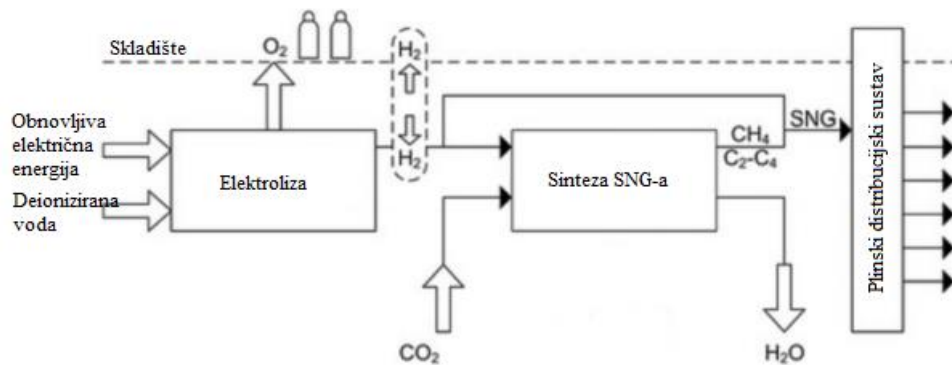 Skladište
O₂
H₂
Obnovljiva
električna
energija
Deionizirana
voda
Elektroliza
H₂
Sinteza SNG-a
CH₄
C₂-C₄
SNG
Plinski distribucijski sustav
CO₂
H₂O